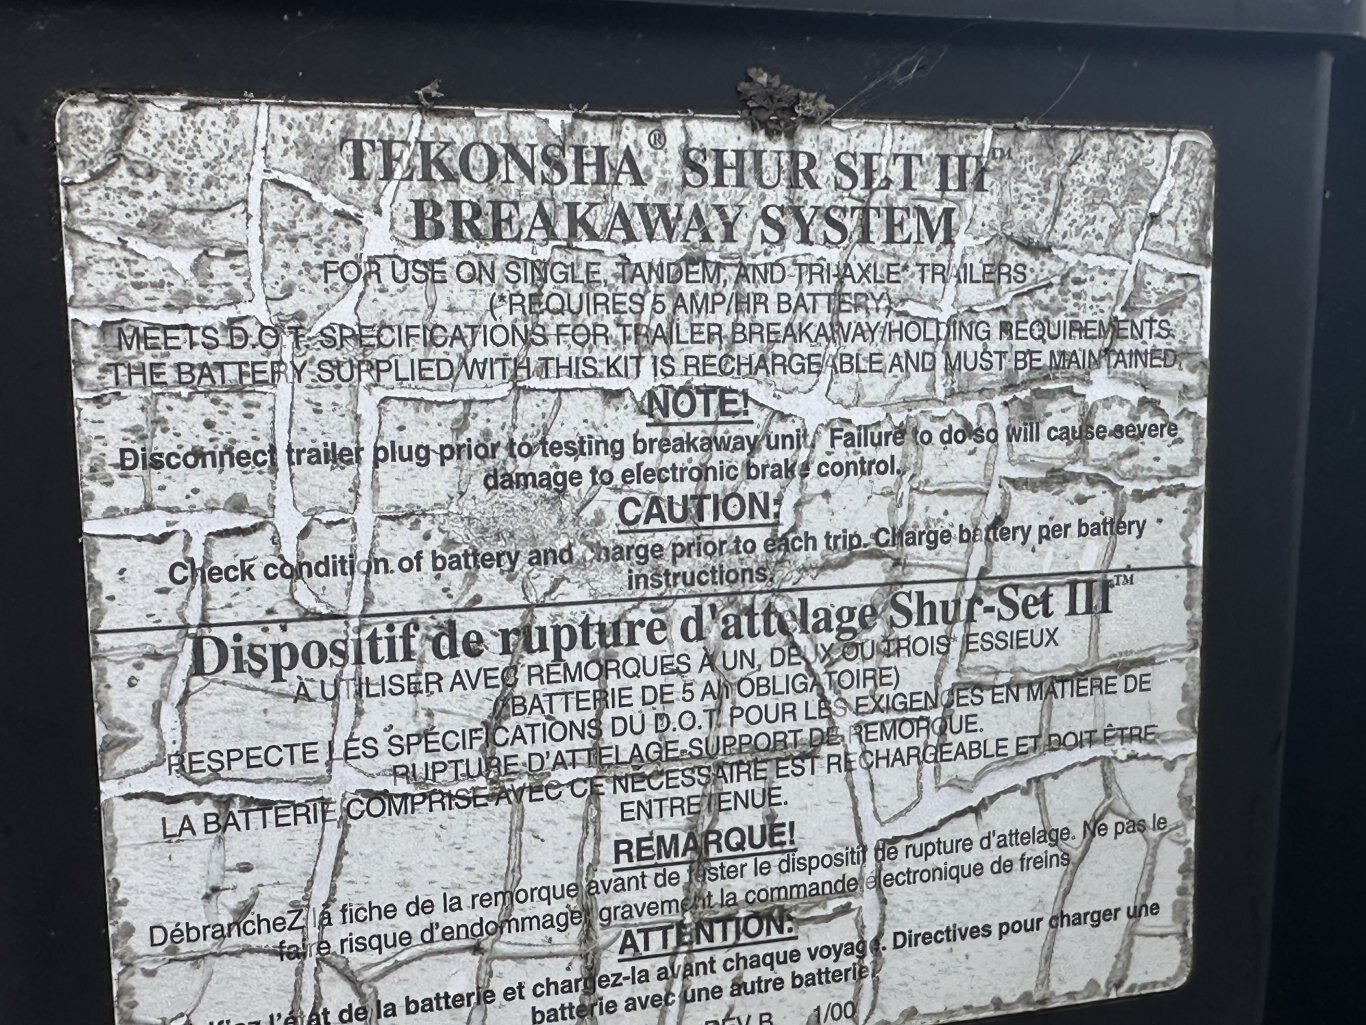 TEKONSHA® SHUR SET III™
BREAKAWAY SYSTEM
FOR USE ON SINGLE, TANDEM, AND TRI-AXLE* TRAILERS
(*REQUIRES 5 AMP/HR BATTERY)
MEETS D.O.T. SPECIFICATIONS FOR TRAILER BREAKAWAY/HOLDING REQUIREMENTS.
THE BATTERY SUPPLIED WITH THIS KIT IS RECHARGEABLE AND MUST BE MAINTAINED.
NOTE!
Disconnect trailer plug prior to testing breakaway unit. Failure to do so will cause severe
damage to electronic brake control.
CAUTION:
Check condition of battery and charge prior to each trip. Charge battery per battery
instructions.
Dispositif de rupture d'attelage Shur-Set III™
À UTILISER AVEC REMORQUES À UN, DEUX OU TROIS* ESSIEUX
(*BATTERIE DE 5 Ah OBLIGATOIRE)
RESPECTE LES SPÉCIFICATIONS DU D.O.T. POUR LES EXIGENCES EN MATIÈRE DE
RUPTURE D'ATTELAGE-SUPPORT DE REMORQUE.
LA BATTERIE COMPRISE AVEC CE NÉCESSAIRE EST RECHARGEABLE ET DOIT ÊTRE
ENTRETENUE.
REMARQUE!
DébrancheZ la fiche de la remorque avant de tester le dispositif de rupture d'attelage. Ne pas le
faire risque d'endommager gravement la commande électronique de freins.
ATTENTION:
l'état de la batterie et chargez-la avant chaque voyage. Directives pour charger une
batterie avec une autre batterie.
REV B 1/00